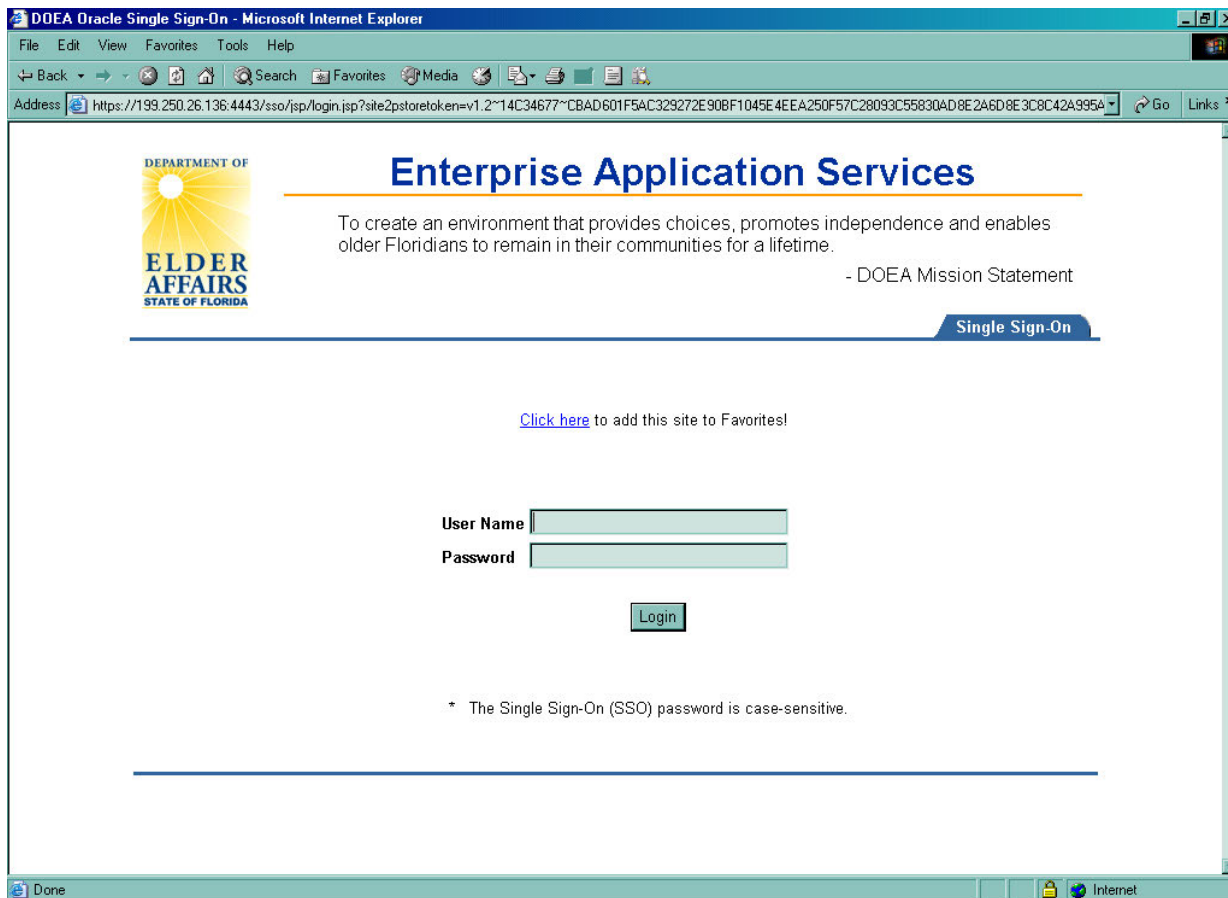 DOEA Oracle Single Sign-On - Microsoft Internet Explorer
File Edit View Favorites Tools Help
Back Search Favorites Media
Address https://199.250.26.136:4443/sso/jsp/login.jsp?site2pstoretoken=v1.2~14C34677~CBAD601F5AC329272E90BF1045E4EEA250F57C28093C55830AD8E2A6D8E3C8C42A995A Go Links
DEPARTMENT OF
ELDER
AFFAIRS
STATE OF FLORIDA
Enterprise Application Services
To create an environment that provides choices, promotes independence and enables
older Floridians to remain in their communities for a lifetime.
- DOEA Mission Statement
Single Sign-On
Click here to add this site to Favorites!
User Name
Password
Login
* The Single Sign-On (SSO) password is case-sensitive.
Done Internet